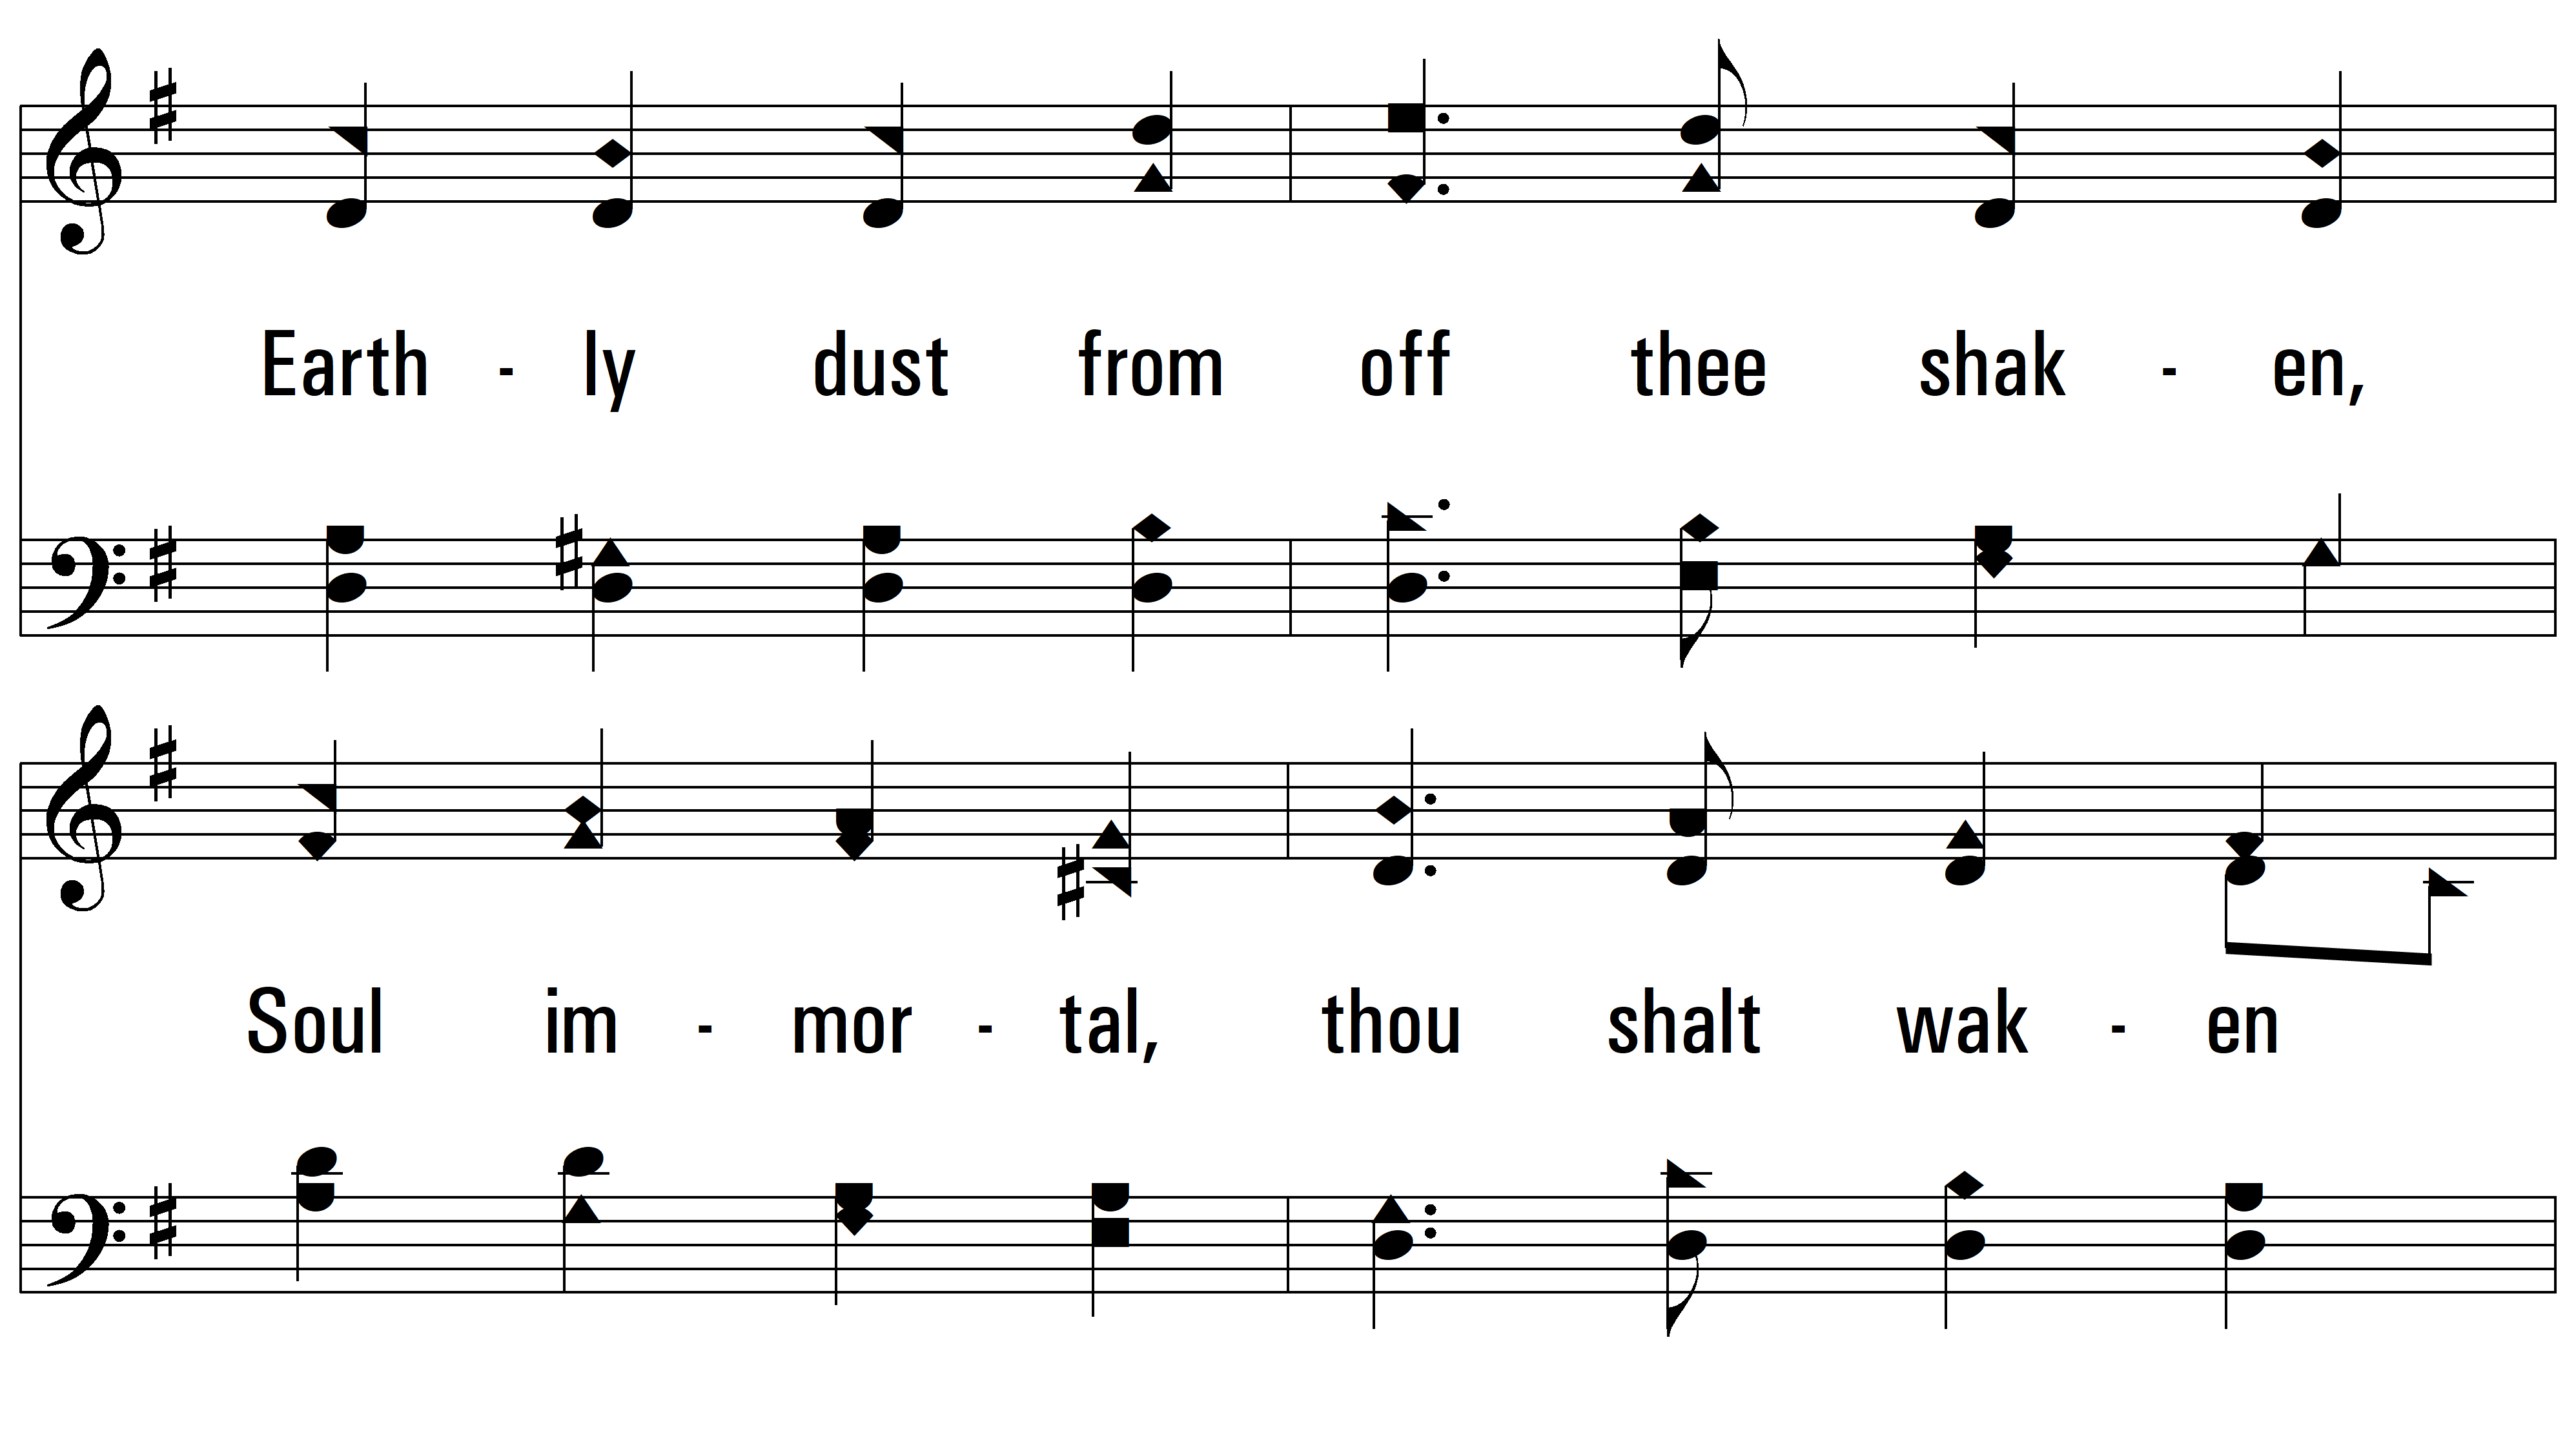 Earth - ly dust from off thee shak - en,
Soul im - mor - tal, thou shalt wak - en